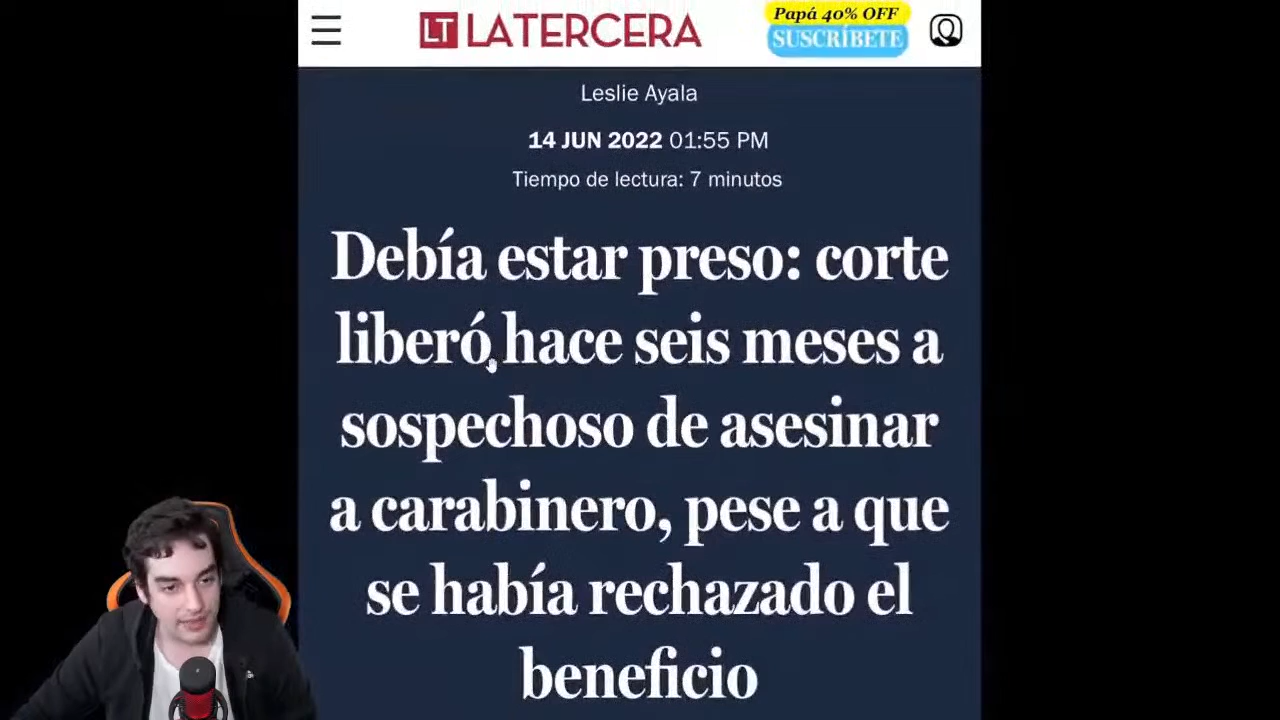 LT LATERCERA
Papá 40% OFF
SUSCRÍBETE
Leslie Ayala
14 JUN 2022 01:55 PM
Tiempo de lectura: 7 minutos
Debía estar preso: corte
liberó hace seis meses a
sospechoso de asesinar
a carabinero, pese a que
se había rechazado el
beneficio